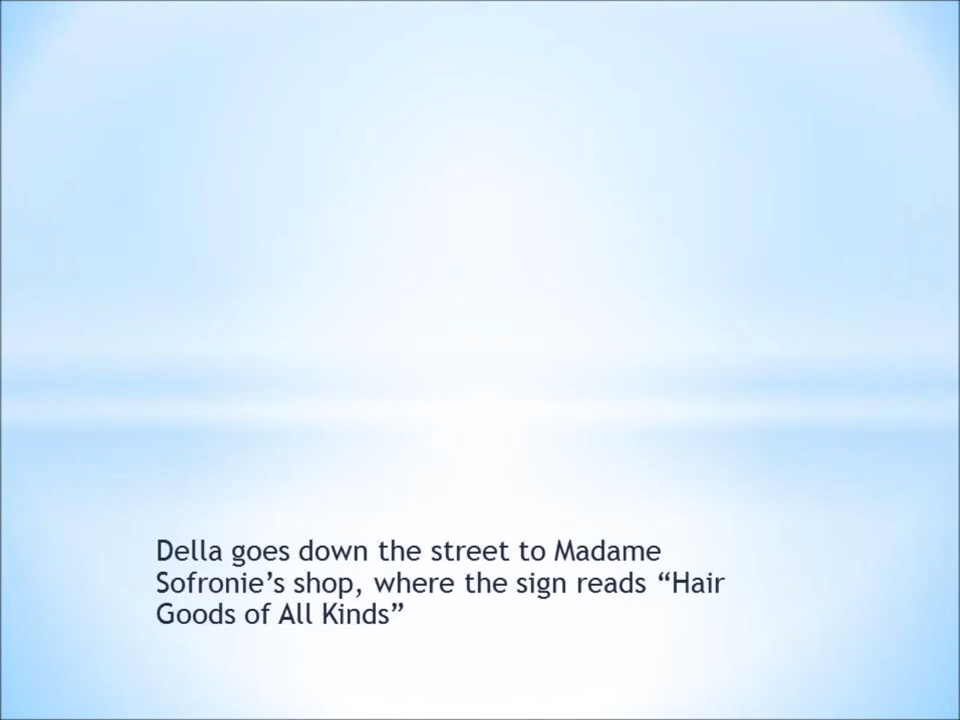 Della goes down the street to Madame
Sofronie’s shop, where the sign reads “Hair
Goods of All Kinds”